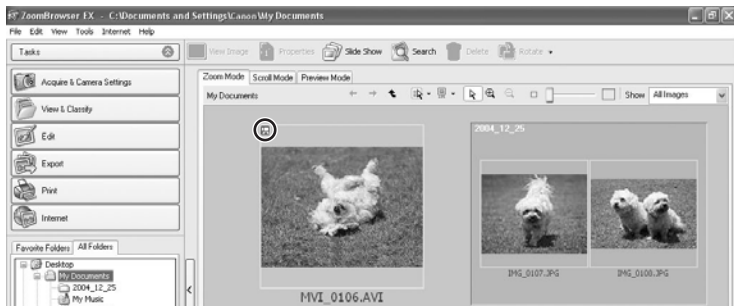 ZoomBrowser EX - C:\Documents and Settings\Canon\My Documents
File Edit View Tools Internet Help
Tasks
View Image Properties Slide Show Search Delete Rotate
Acquire & Camera Settings
View & Classify
Edit
Export
Print
Internet
Zoom Mode Scroll Mode Preview Mode
My Documents Show All Images
2004_12_25
IMG_0107.JPG IMG_0108.JPG
MVI_0106.AVI
Favorite Folders All Folders
Desktop
My Documents
2004_12_25
My Music